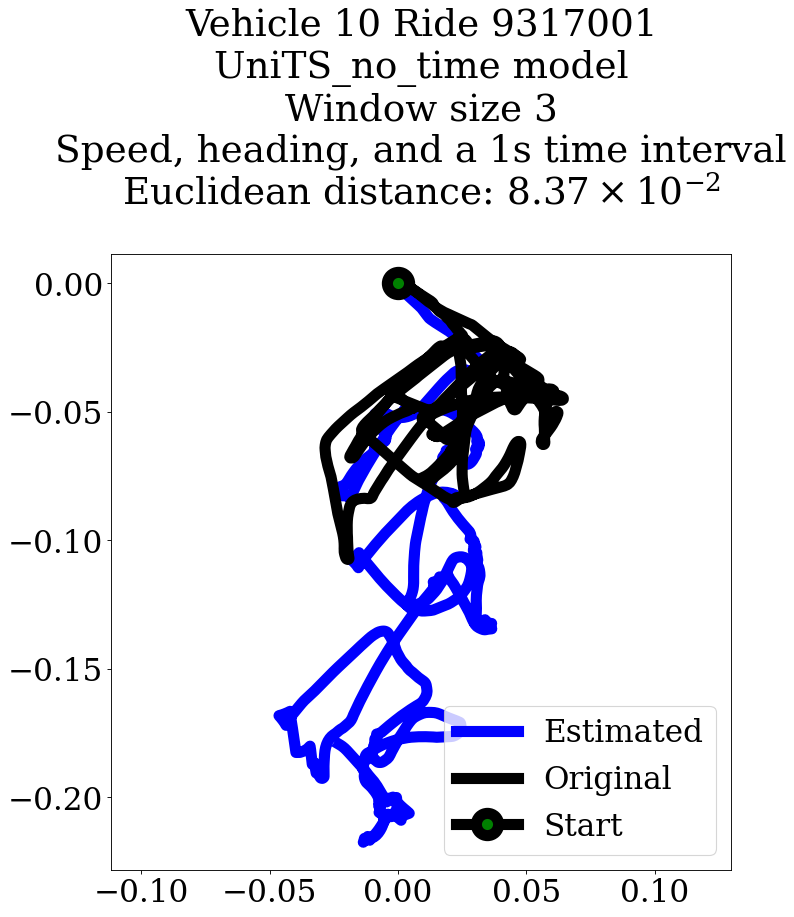 Vehicle 10 Ride 9317001
UniTS_no_time model
Window size 3
Speed, heading, and a 1s time interval
Euclidean distance: 8.37 × 10⁻²
0.00
−0.05
−0.10
−0.15
−0.20
Estimated
Original
Start
−0.10 −0.05 0.00 0.05 0.10